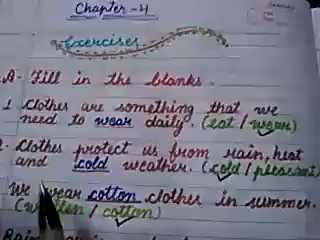 Chapter-4
Exercises
A. Fill in the blanks.
1 Clothes are something that we
need to wear daily. (eat / wear)
2. Clothes protect us from rain, heat
and cold weather. (cold / pleasant)
We wear cotton clothes in summer.
(woollen / cotton)